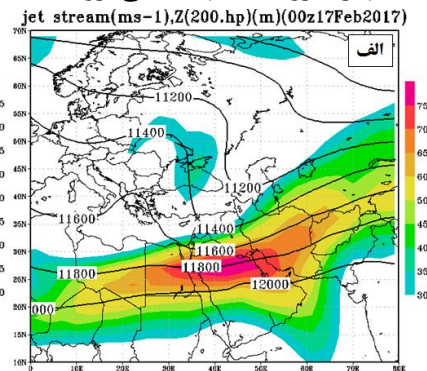 jet stream(ms-1),Z(200.hp)(m)(00z17Feb2017)
الف
70N
65N
60N
11200
11400
45N
40N
11200
11600
35N
11400
30N
11600
11800
11800
25N
12000
20N
000
15N
10N
0
10E
20E
30E
40E
50E
60E
70E
80E
75
70
65
60
55
50
45
40
35
30